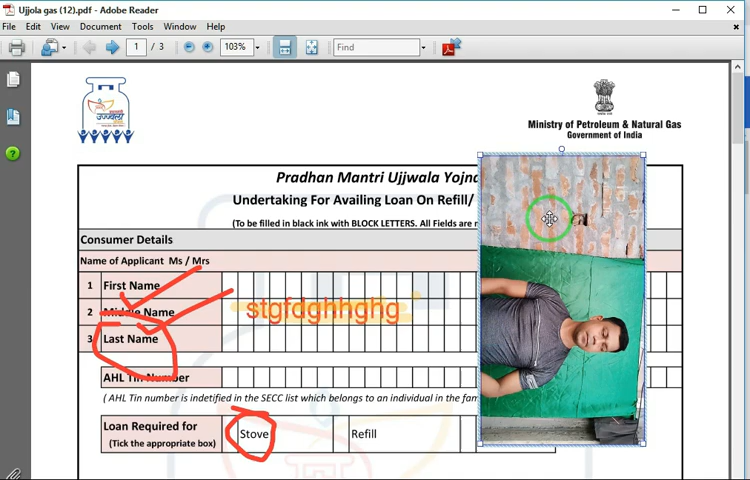 Ujjola gas (12).pdf - Adobe Reader
File Edit View Document Tools Window Help
1 / 3 103% Find
उज्ज्वला
Ministry of Petroleum & Natural Gas
Government of India
Pradhan Mantri Ujjwala Yojn
Undertaking For Availing Loan On Refill/
(To be filled in black ink with BLOCK LETTERS. All Fields are
Consumer Details
Name of Applicant Ms / Mrs
1 First Name
2 Middle Name
stgfdghhghg
3 Last Name
AHL Tin Number
( AHL Tin number is indetified in the SECC list which belongs to an individual in the fam
Loan Required for
(Tick the appropriate box)
Stove
Refill